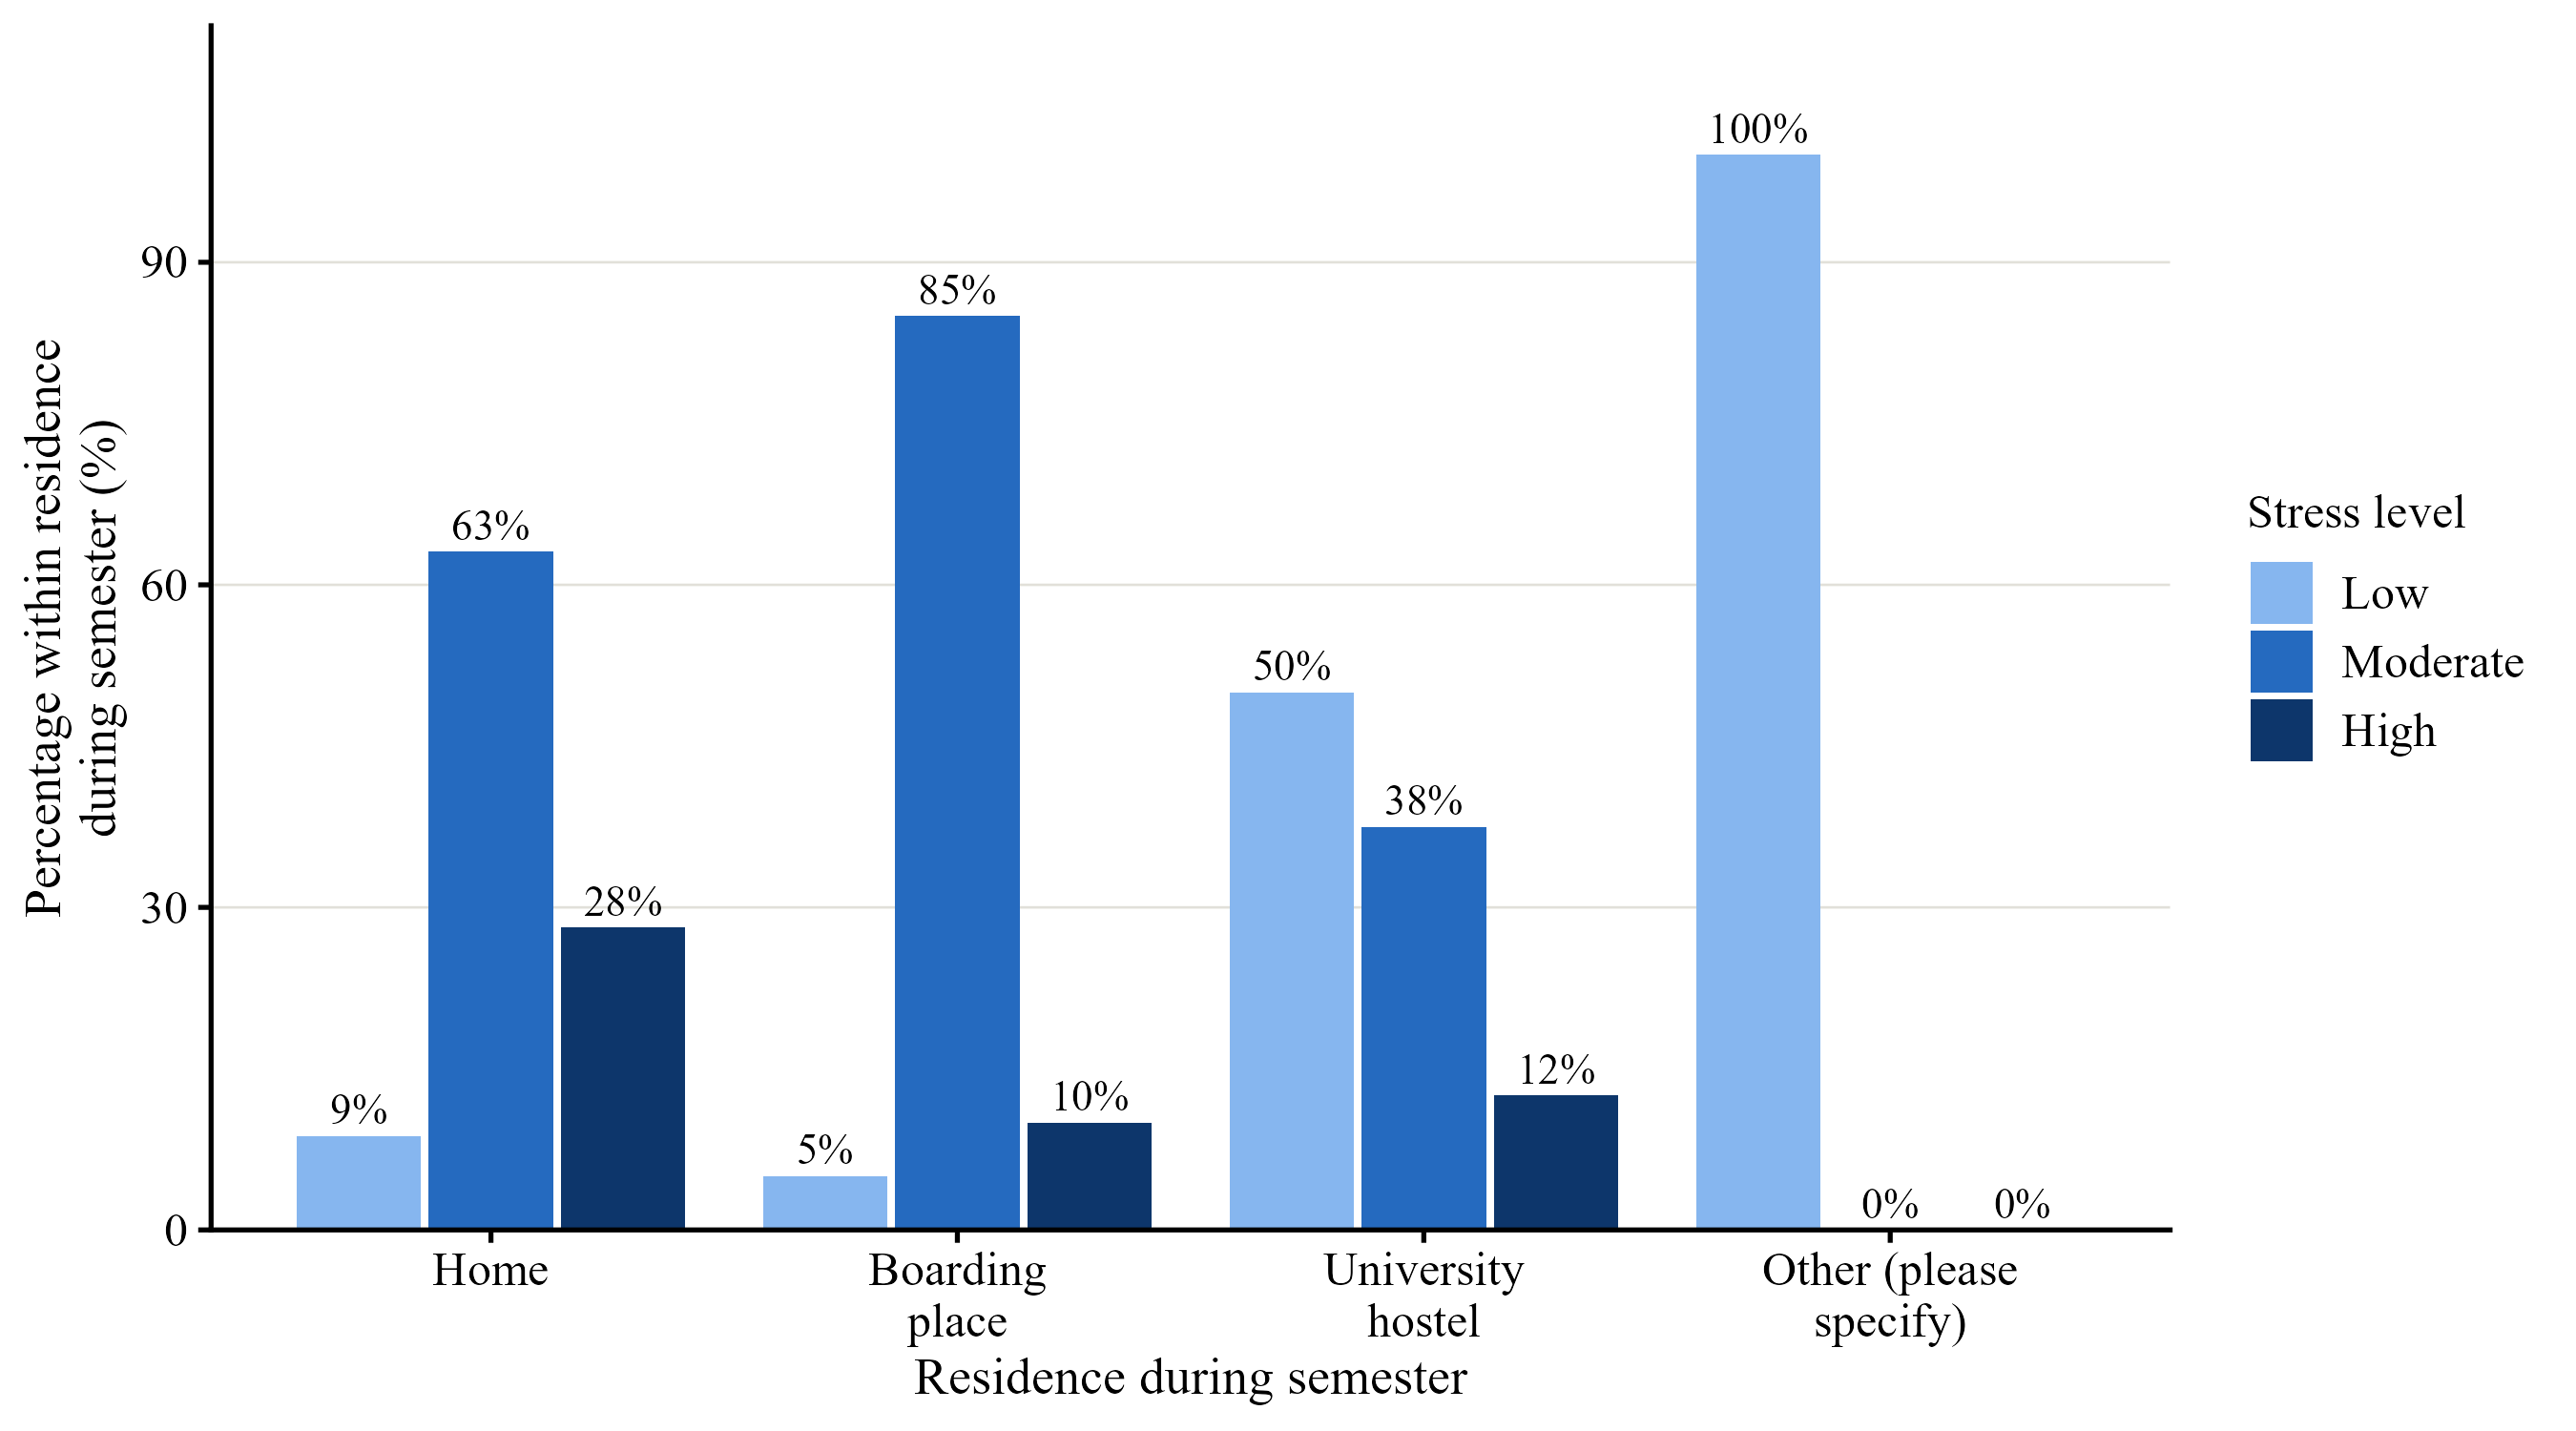 100%
90
85%
63%
60
50%
38%
30
28%
12%
10%
9%
5%
0%
0%
0
Home
Boarding
place
University
hostel
Other (please
specify)
Residence during semester
Percentage within residence
during semester (%)
Stress level
Low
Moderate
High